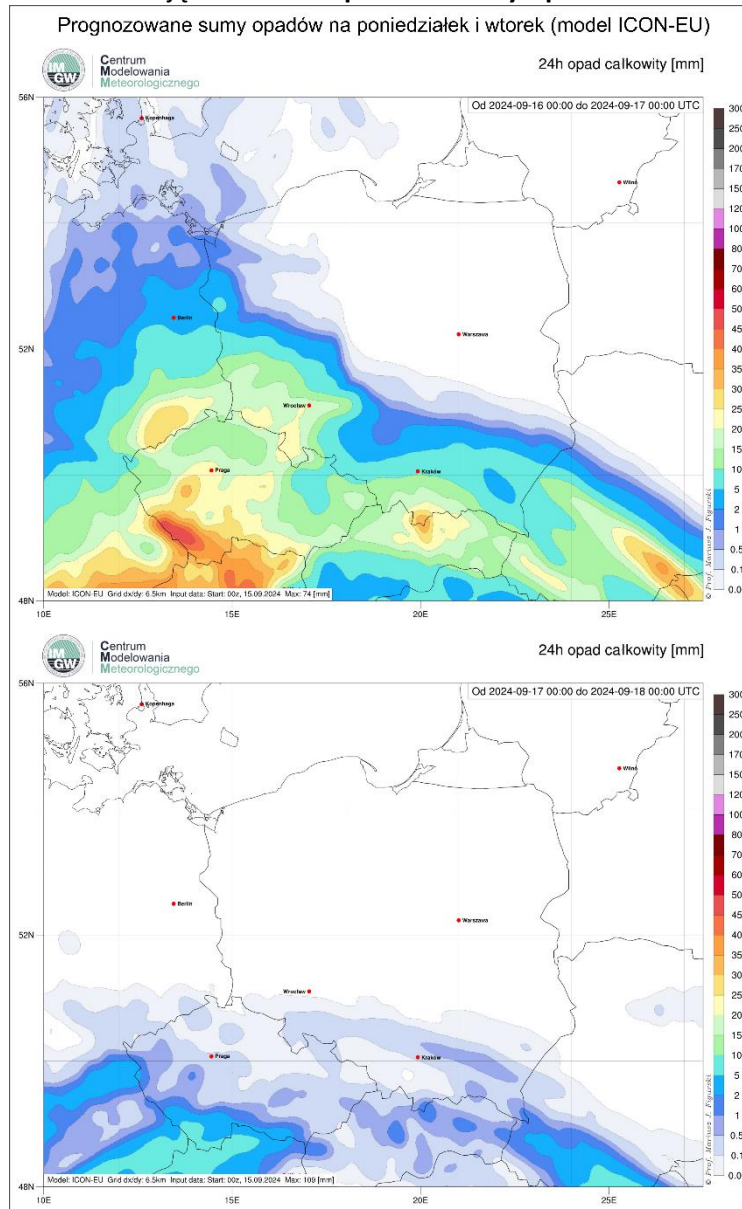 Prognozowane sumy opadów na poniedziałek i wtorek (model ICON-EU)
IMGW
Centrum
Modelowania
Meteorologicznego
24h opad calkowity [mm]
56N
Od 2024-09-16 00:00 do 2024-09-17 00:00 UTC
Kopenhaga
Wilno
Berlin
52N
Warszawa
Wrocław
Praga
Kraków
48N
Model: ICON-EU Grid dx/dy: 6.5km Input data: Start: 00z, 15.09.2024 Max: 74 [mm]
10E
15E
20E
25E
300
250
200
170
150
120
100
80
70
60
50
45
40
35
30
25
20
15
10
5
2
1
0.5
0.1
0.0
© Prof. Mariusz J. Figurski
IMGW
Centrum
Modelowania
Meteorologicznego
24h opad calkowity [mm]
56N
Od 2024-09-17 00:00 do 2024-09-18 00:00 UTC
Kopenhaga
Wilno
Berlin
52N
Warszawa
Wrocław
Praga
Kraków
48N
Model: ICON-EU Grid dx/dy: 6.5km Input data: Start: 00z, 15.09.2024 Max: 109 [mm]
10E
15E
20E
25E
300
250
200
170
150
120
100
80
70
60
50
45
40
35
30
25
20
15
10
5
2
1
0.5
0.1
0.0
© Prof. Mariusz J. Figurski